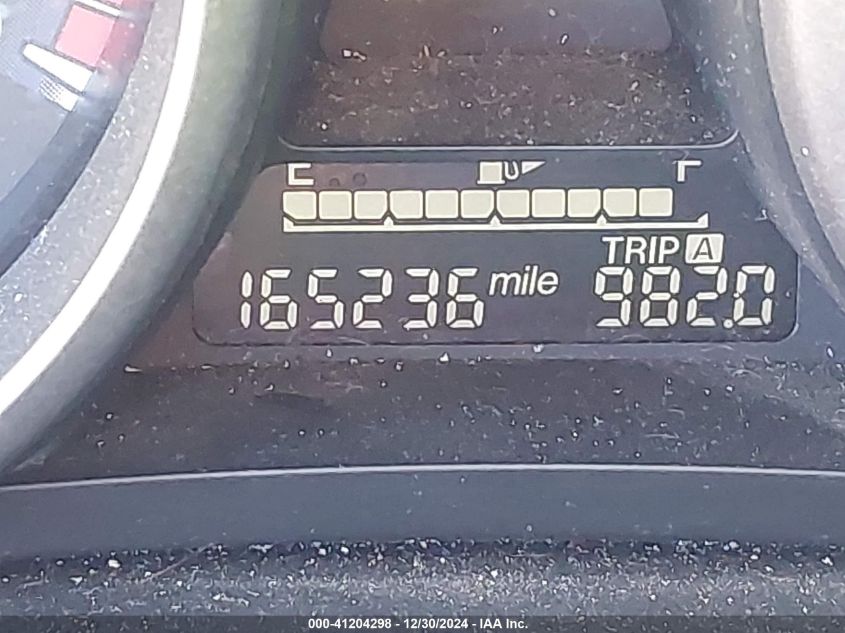 E F
TRIP A
165236 mile 982.0
000-41204298 - 12/30/2024 - IAA Inc.